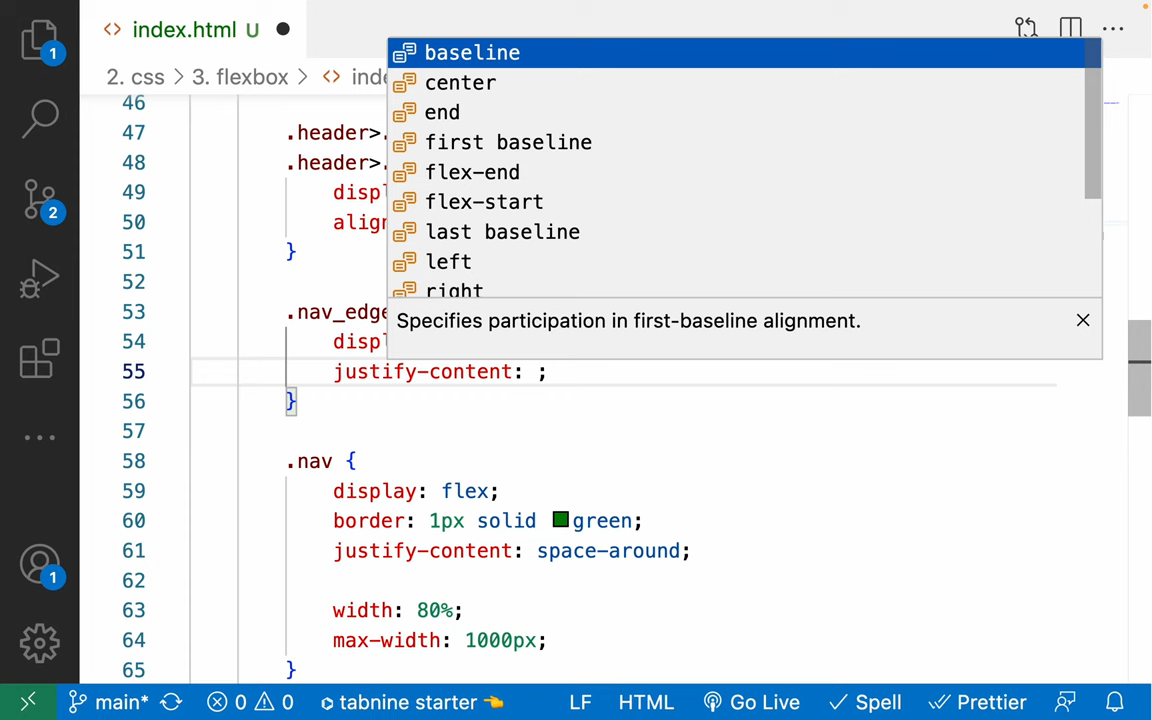 index.html U
2. css > 3. flexbox > <> inde
baseline
center
end
first baseline
flex-end
flex-start
last baseline
left
right
Specifies participation in first-baseline alignment.
46
47 .header>.
48 .header>.
49 displ
50 align
51 }
52
53 .nav_edge
54 displ
55 justify-content: ;
56 }
57
58 .nav {
59 display: flex;
60 border: 1px solid green;
61 justify-content: space-around;
62
63 width: 80%;
64 max-width: 1000px;
65 }
1
2
1
main* 0 0 tabnine starter 👈 LF HTML Go Live Spell Prettier